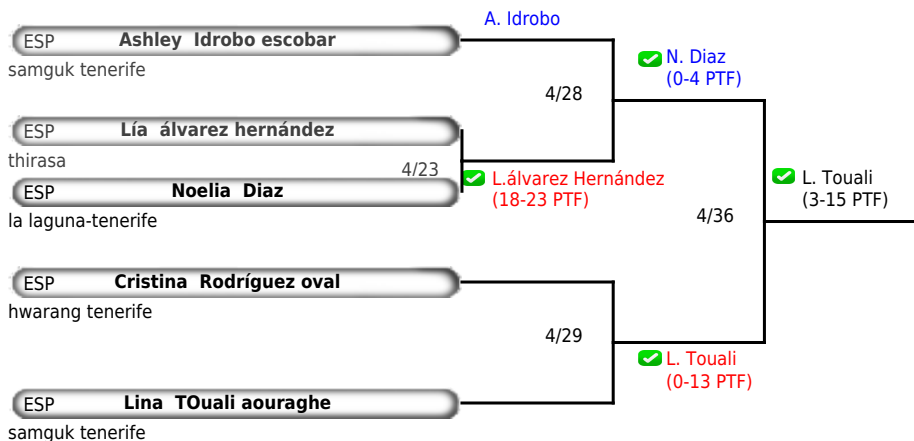 A. Idrobo
ESP Ashley Idrobo escobar
samguk tenerife
N. Diaz
(0-4 PTF)
4/28
ESP Lía álvarez hernández
thirasa
4/23
L.álvarez Hernández
(18-23 PTF)
ESP Noelia Diaz
la laguna-tenerife
L. Touali
(3-15 PTF)
4/36
ESP Cristina Rodríguez oval
hwarang tenerife
4/29
L. Touali
(0-13 PTF)
ESP Lina TOuali aouraghe
samguk tenerife